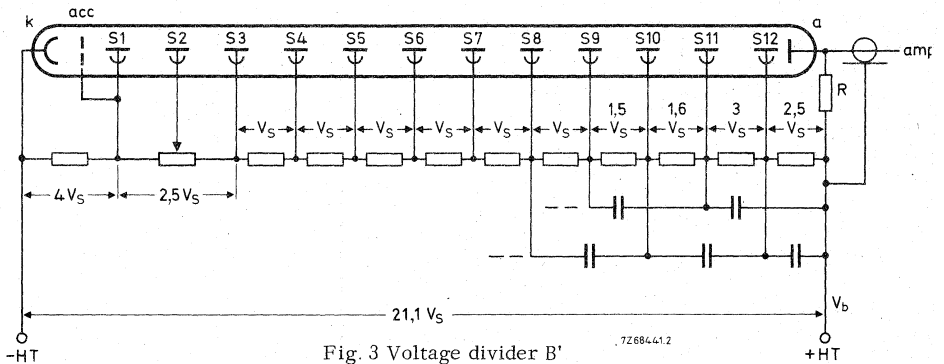 acc
k S1 S2 S3 S4 S5 S6 S7 S8 S9 S10 S11 S12 a
amp
R
1,5 1,6 3 2,5
V_S V_S V_S V_S V_S V_S V_S V_S V_S V_S
4 V_S 2,5 V_S
21,1 V_S
V_b
-HT +HT
Fig. 3 Voltage divider B'
7Z68441.2